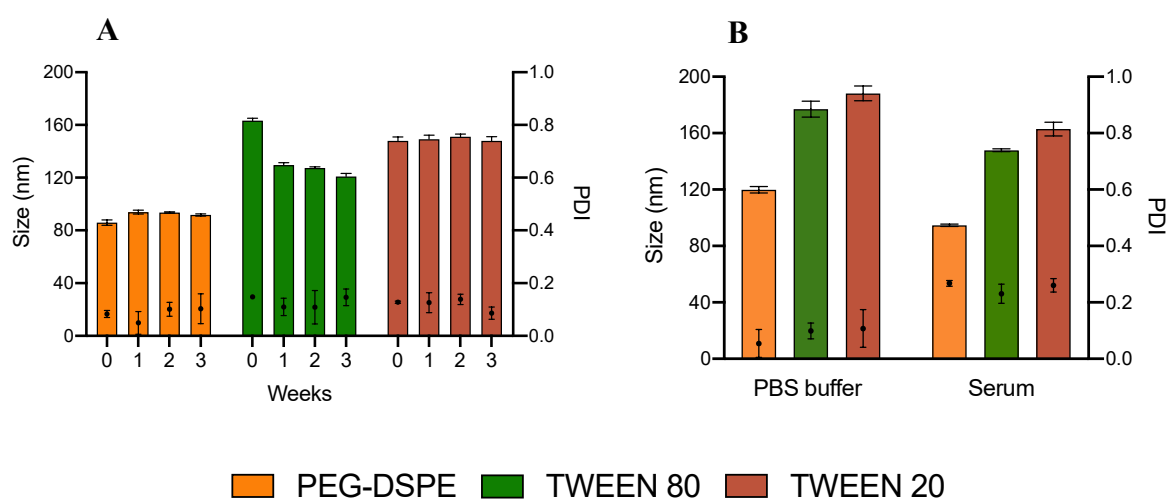 A
B
200
160
120
80
40
0
Size (nm)
1.0
0.8
0.6
0.4
0.2
0.0
PDI
0 1 2 3 0 1 2 3 0 1 2 3
Weeks
200
160
120
80
40
0
Size (nm)
1.0
0.8
0.6
0.4
0.2
0.0
PDI
PBS buffer Serum
PEG-DSPE TWEEN 80 TWEEN 20